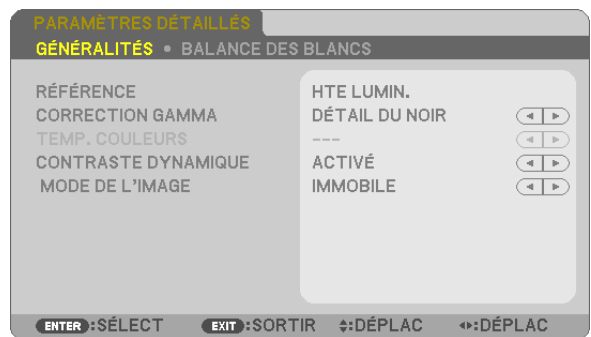 PARAMÈTRES DÉTAILLÉS
GÉNÉRALITÉS • BALANCE DES BLANCS
RÉFÉRENCE HTE LUMIN.
CORRECTION GAMMA DÉTAIL DU NOIR
TEMP. COULEURS ---
CONTRASTE DYNAMIQUE ACTIVÉ
MODE DE L'IMAGE IMMOBILE
ENTER:SÉLECT EXIT:SORTIR :DÉPLAC :DÉPLAC